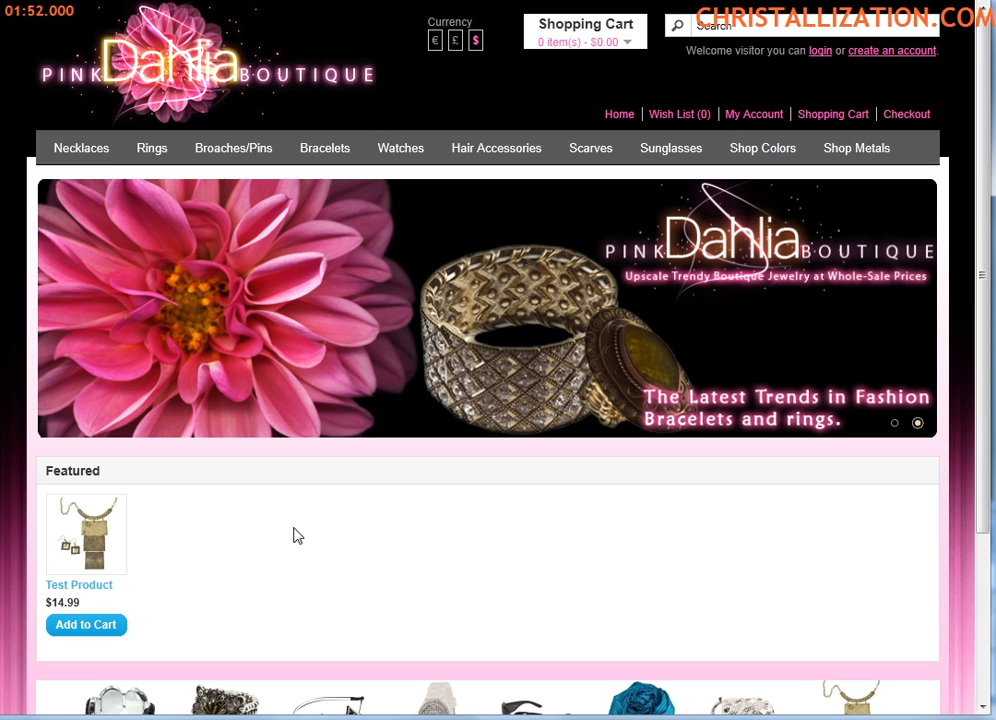 01:52.000
CHRISTALLIZATION.COM
PINK Dahlia BOUTIQUE
Currency
€ £ $
Shopping Cart
0 item(s) - $0.00
Search
Welcome visitor you can login or create an account.
Home
Wish List (0)
My Account
Shopping Cart
Checkout
Necklaces
Rings
Broaches/Pins
Bracelets
Watches
Hair Accessories
Scarves
Sunglasses
Shop Colors
Shop Metals
PINK Dahlia BOUTIQUE
Upscale Trendy Boutique Jewelry at Whole-Sale Prices
The Latest Trends in Fashion
Bracelets and rings.
Featured
Test Product
$14.99
Add to Cart